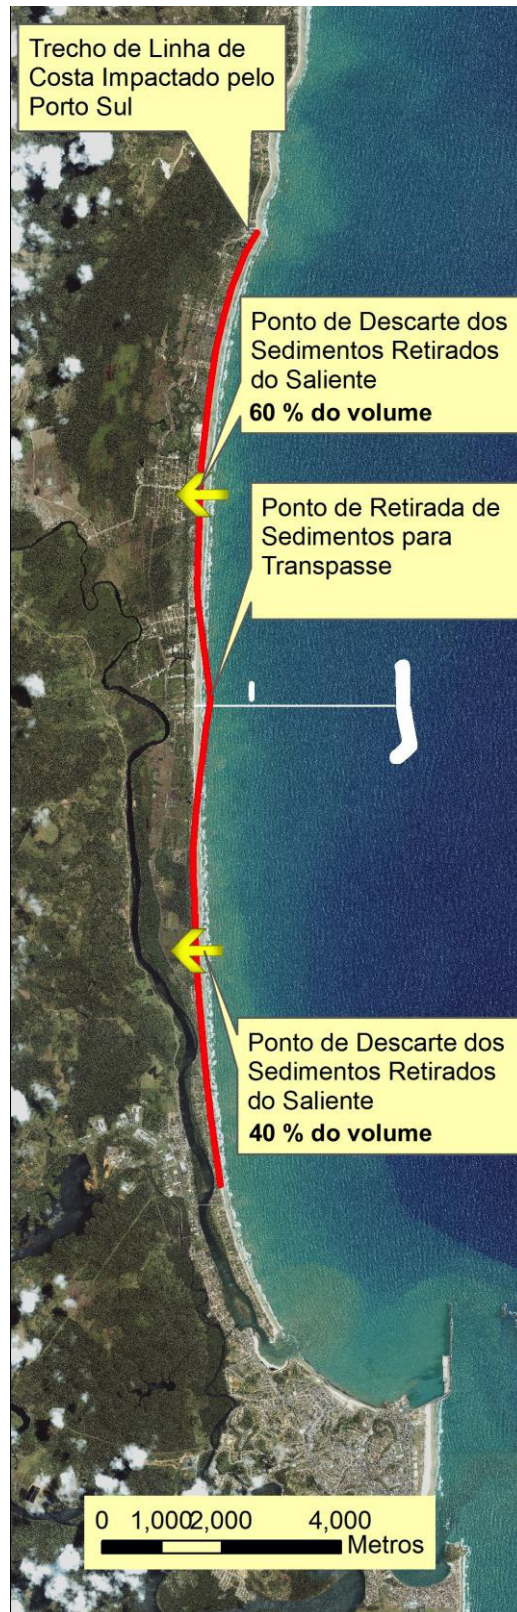 Trecho de Linha de
Costa Impactado pelo
Porto Sul
Ponto de Descarte dos
Sedimentos Retirados
do Saliente
60 % do volume
Ponto de Retirada de
Sedimentos para
Transpasse
Ponto de Descarte dos
Sedimentos Retirados
do Saliente
40 % do volume
0 1,000 2,000 4,000
Metros